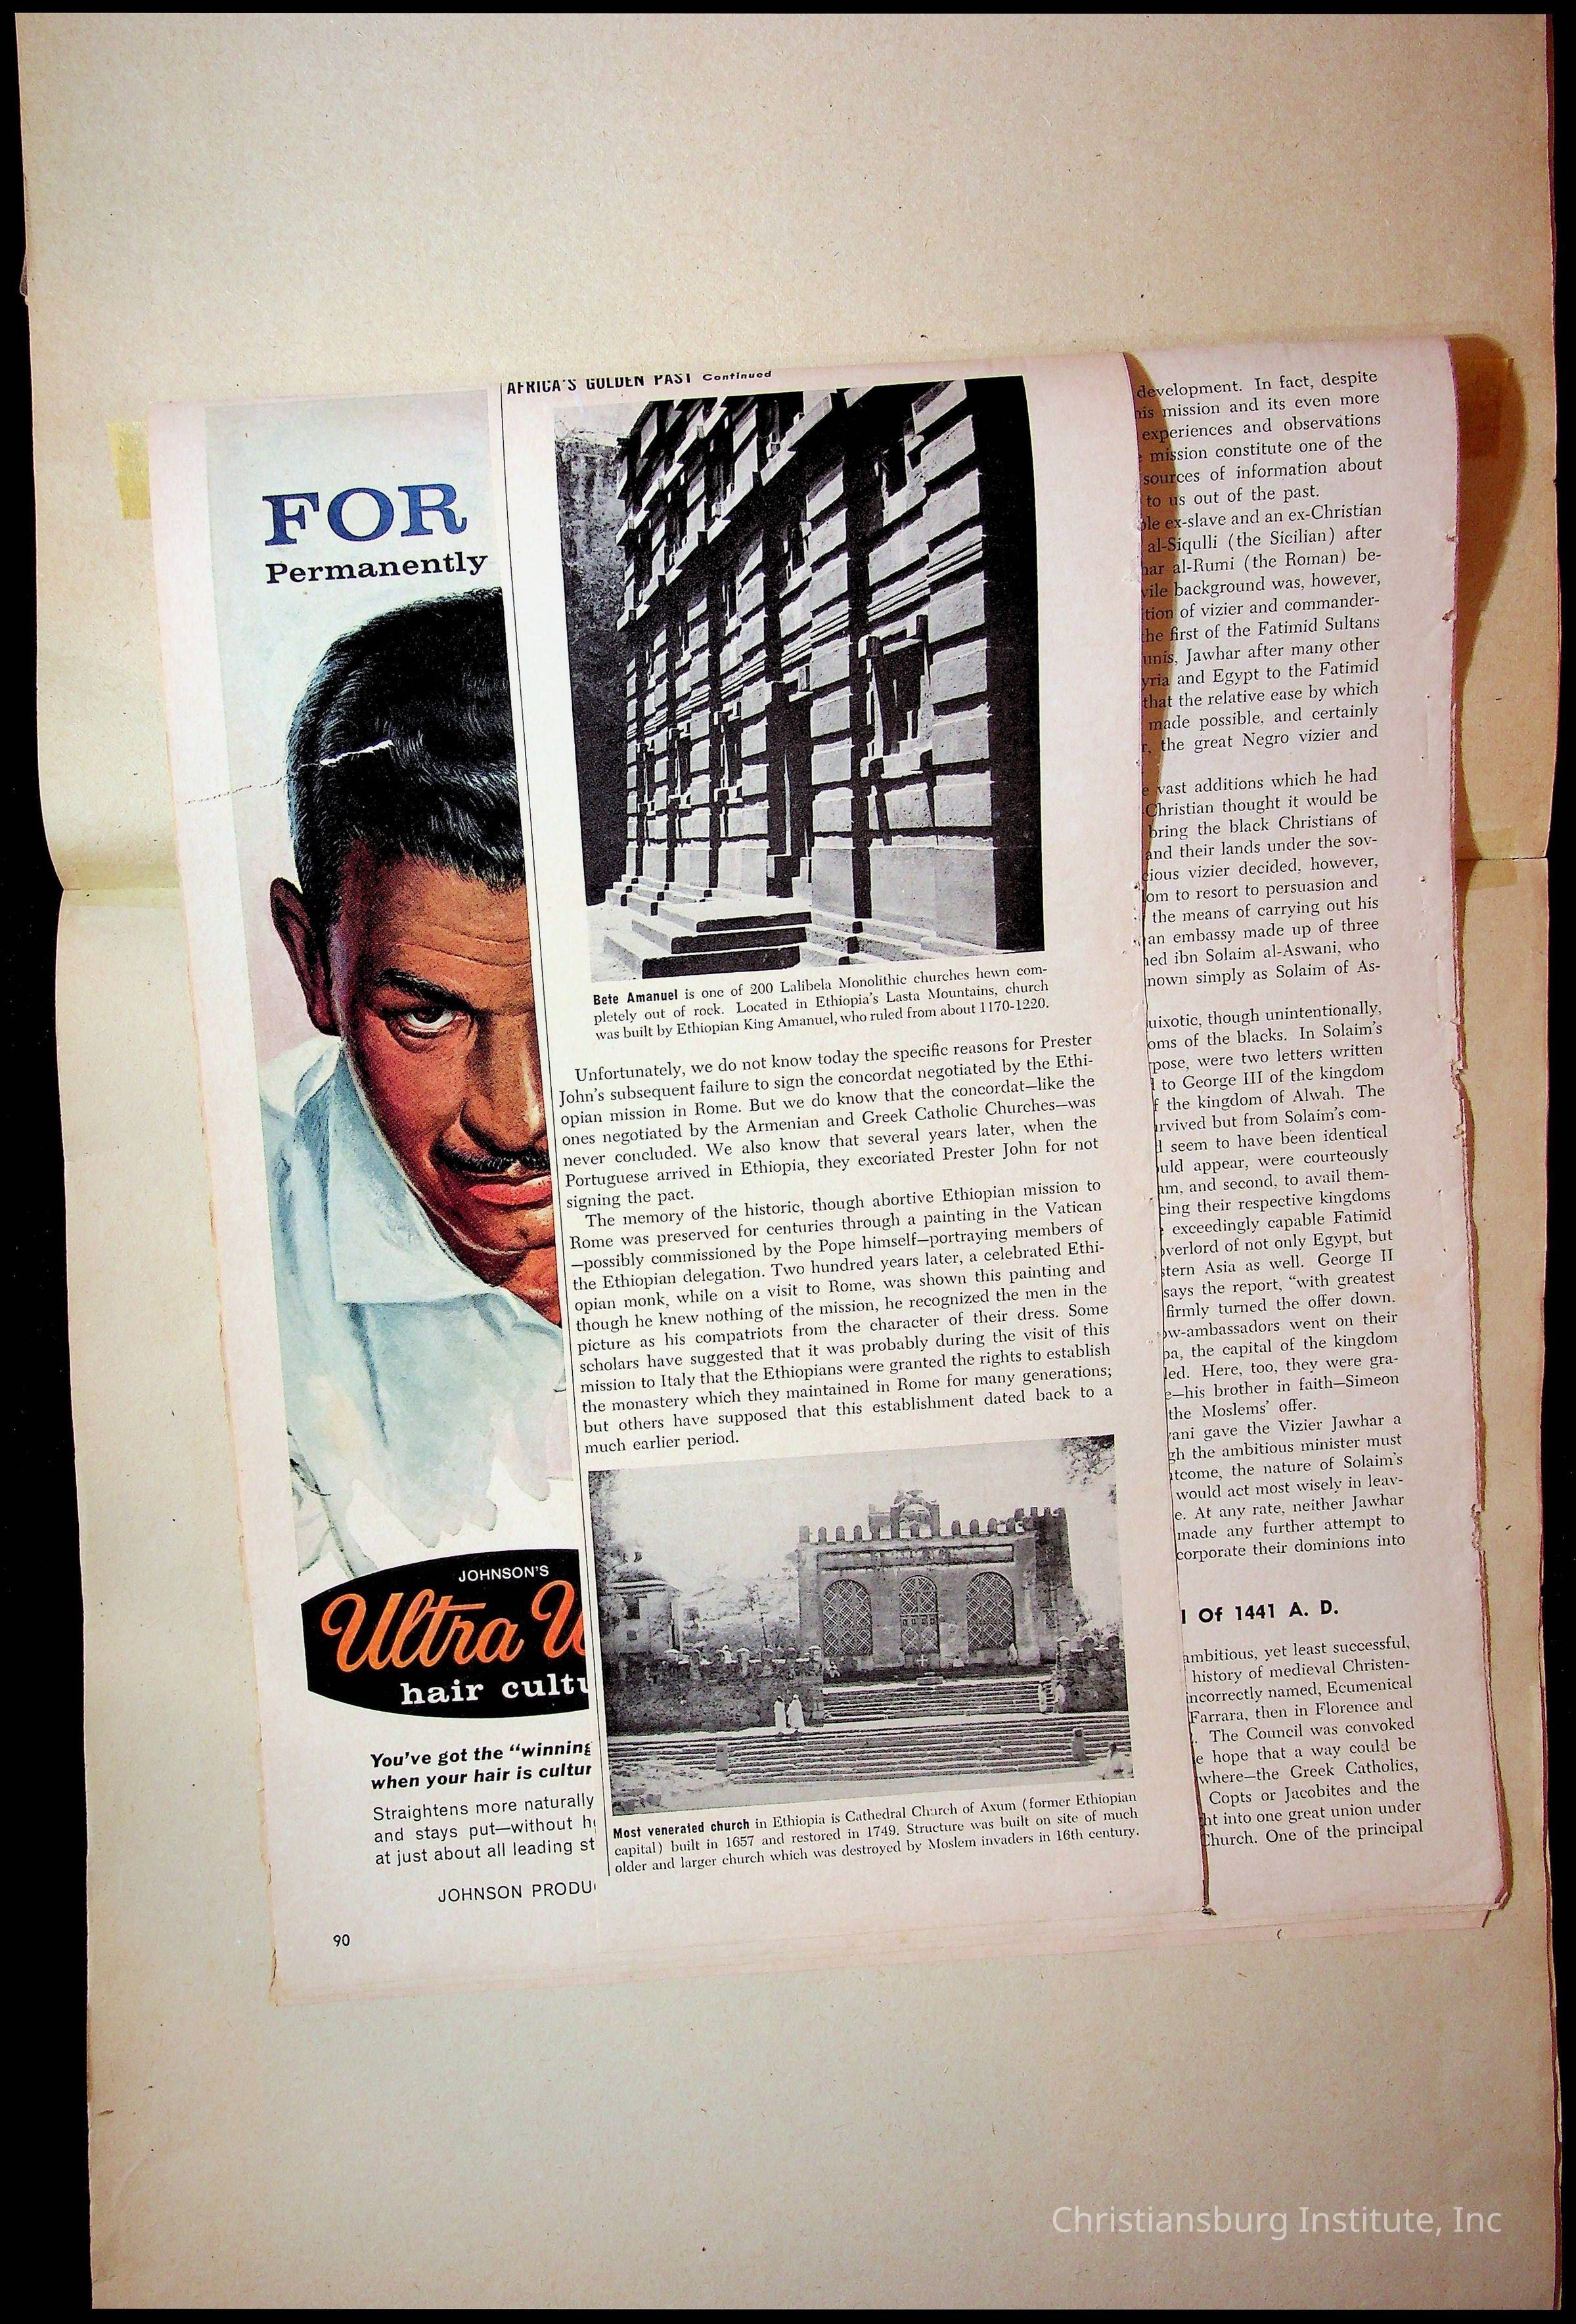 FOR
Permanently
JOHNSON'S
Ultra
hair
You've got the "winning
when your hair is cultur
Straightens more naturally
and stays put—without
at just about all leading st
JOHNSON PRODU
90
AFRICA'S GOLDEN PAST Continued
Bete Amanuel is one of 200 Lalibela Monolithic churches hewn com-
pletely out of rock. Located in Ethiopia's Lasta Mountains, church
was built by Ethiopian King Amanuel, who ruled from about 1170-1220.
Unfortunately, we do not know today the specific reasons for Prester
John's subsequent failure to sign the concordat negotiated by the Ethi-
opian mission in Rome. But we do know that the concordat—like the
ones negotiated by the Armenian and Greek Catholic Churches—was
never concluded. We also know that several years later, when the
Portuguese arrived in Ethiopia, they excoriated Prester John for not
signing the pact.
The memory of the historic, though abortive Ethiopian mission to
Rome was preserved for centuries through a painting in the Vatican
—possibly commissioned by the Pope himself—portraying members of
the Ethiopian delegation. Two hundred years later, a celebrated Ethi-
opian monk, while on a visit to Rome, was shown this painting and
though he knew nothing of the mission, he recognized the men in the
picture as his compatriots from the character of their dress. Some
scholars have suggested that it was probably during the visit of this
mission to Italy that the Ethiopians were granted the rights to establish
the monastery which they maintained in Rome for many generations;
but others have supposed that this establishment dated back to a
much earlier period.
Most venerated church in Ethiopia is Cathedral Church of Axum (former Ethiopian
capital) built in 1657 and restored in 1749. Structure was built on site of much
older and larger church which was destroyed by Moslem invaders in 16th century.
development. In fact, despite
mission and its even more
experiences and observations
mission constitute one of the
sources of information about
to us out of the past.
ex-slave and an ex-Christian
al-Siqulli (the Sicilian) after
al-Rumi (the Roman) be-
background was, however,
of vizier and commander-
the first of the Fatimid Sultans
Jawhar after many other
and Egypt to the Fatimid
that the relative ease by which
made possible, and certainly
the great Negro vizier and
vast additions which he had
Christian thought it would be
bring the black Christians of
and their lands under the sov-
vizier decided, however,
to resort to persuasion and
the means of carrying out his
an embassy made up of three
ibn Solaim al-Aswani, who
simply as Solaim of As-
uixotic, though unintentionally,
oms of the blacks. In Solaim's
pose, were two letters written
to George III of the kingdom
the kingdom of Alwah. The
rvived but from Solaim's com-
seem to have been identical
uld appear, were courteously
and second, to avail them-
cing their respective kingdoms
exceedingly capable Fatimid
overlord of not only Egypt, but
stern Asia as well. George II
says the report, "with greatest
firmly turned the offer down.
ow-ambassadors went on their
the capital of the kingdom
led. Here, too, they were gra-
e—his brother in faith—Simeon
the Moslems' offer.
ani gave the Vizier Jawhar a
gh the ambitious minister must
tcome, the nature of Solaim's
would act most wisely in leav-
e. At any rate, neither Jawhar
made any further attempt to
corporate their dominions into
l Of 1441 A. D.
ambitious, yet least successful,
history of medieval Christen-
incorrectly named, Ecumenical
Farrara, then in Florence and
The Council was convoked
hope that a way could be
where—the Greek Catholics,
Copts or Jacobites and the
into one great union under
Church. One of the principal
Christiansburg Institute, Inc